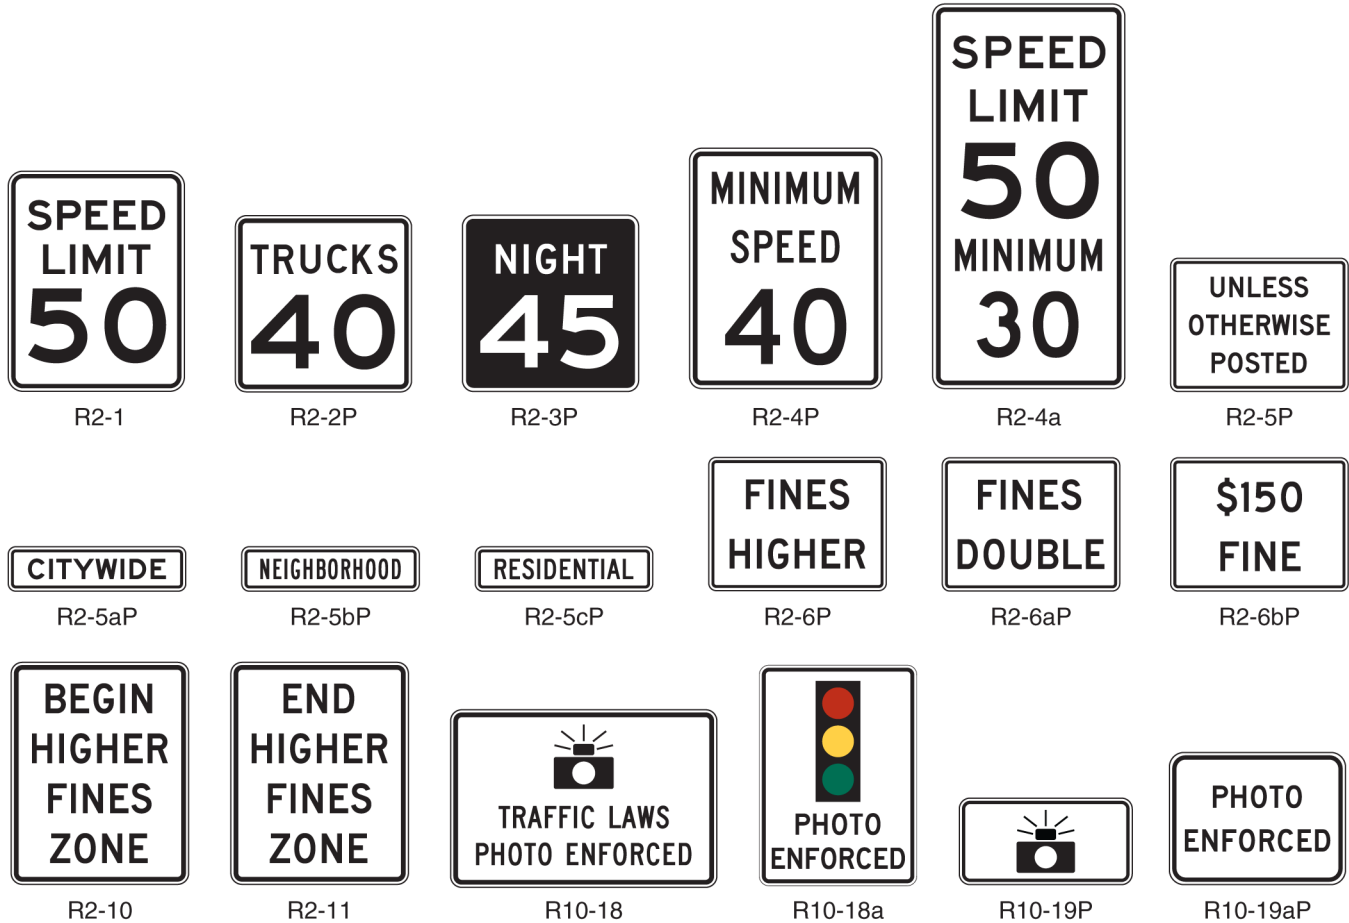 SPEED
LIMIT
50
R2-1
TRUCKS
40
R2-2P
NIGHT
45
R2-3P
MINIMUM
SPEED
40
R2-4P
SPEED
LIMIT
50
MINIMUM
30
R2-4a
UNLESS
OTHERWISE
POSTED
R2-5P
CITYWIDE
R2-5aP
NEIGHBORHOOD
R2-5bP
RESIDENTIAL
R2-5cP
FINES
HIGHER
R2-6P
FINES
DOUBLE
R2-6aP
$150
FINE
R2-6bP
BEGIN
HIGHER
FINES
ZONE
R2-10
END
HIGHER
FINES
ZONE
R2-11
TRAFFIC LAWS
PHOTO ENFORCED
R10-18
PHOTO
ENFORCED
R10-18a
R10-19P
PHOTO
ENFORCED
R10-19aP